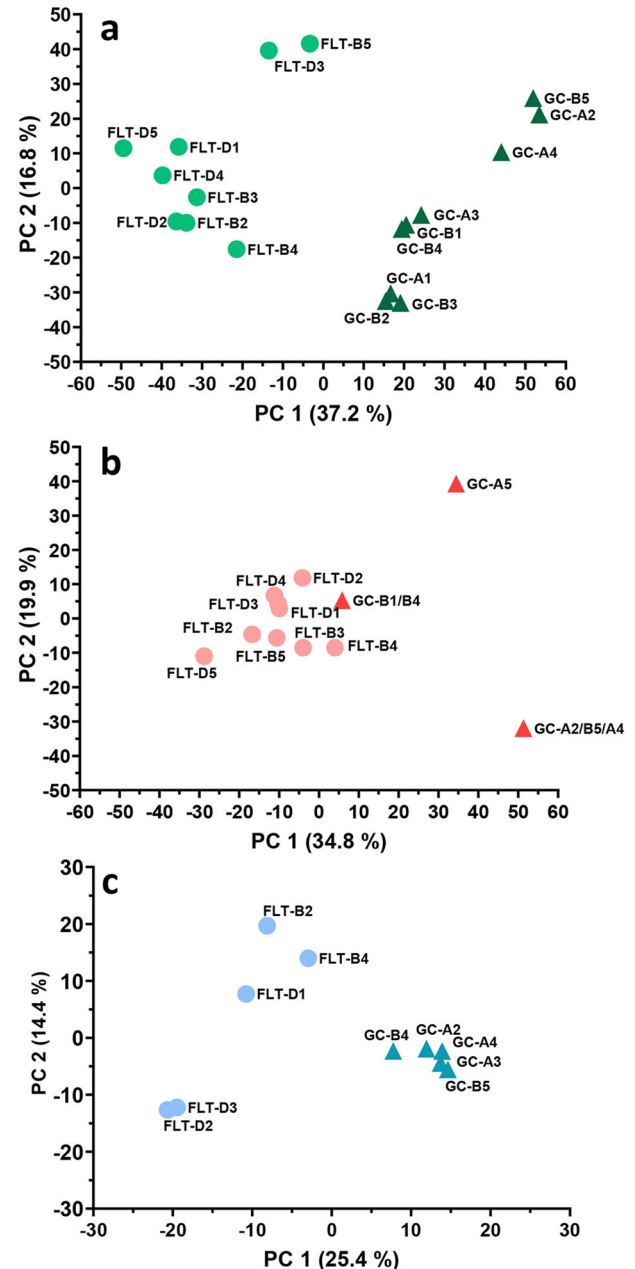 a
50
40
30
20
10
0
-10
-20
-30
-40
-50
PC 2 (16.8 %)
FLT-B5
FLT-D3
GC-B5
GC-A2
FLT-D5
FLT-D1
GC-A4
FLT-D4
FLT-B3
FLT-D2
FLT-B2
GC-A3
GC-B1
GC-B4
FLT-B4
GC-A1
GC-B3
GC-B2
-60 -50 -40 -30 -20 -10 0 10 20 30 40 50 60
PC 1 (37.2 %)
b
50
40
30
20
10
0
-10
-20
-30
-40
-50
PC 2 (19.9 %)
GC-A5
FLT-D4
FLT-D2
FLT-D3
GC-B1/B4
FLT-D1
FLT-B2
FLT-B3
FLT-B5
FLT-B4
FLT-D5
GC-A2/B5/A4
-60 -50 -40 -30 -20 -10 0 10 20 30 40 50 60
PC 1 (34.8 %)
c
30
20
10
0
-10
-20
-30
PC 2 (14.4 %)
FLT-B2
FLT-B4
FLT-D1
GC-B4
GC-A2
GC-A4
GC-A3
GC-B5
FLT-D3
FLT-D2
-30 -20 -10 0 10 20 30
PC 1 (25.4 %)